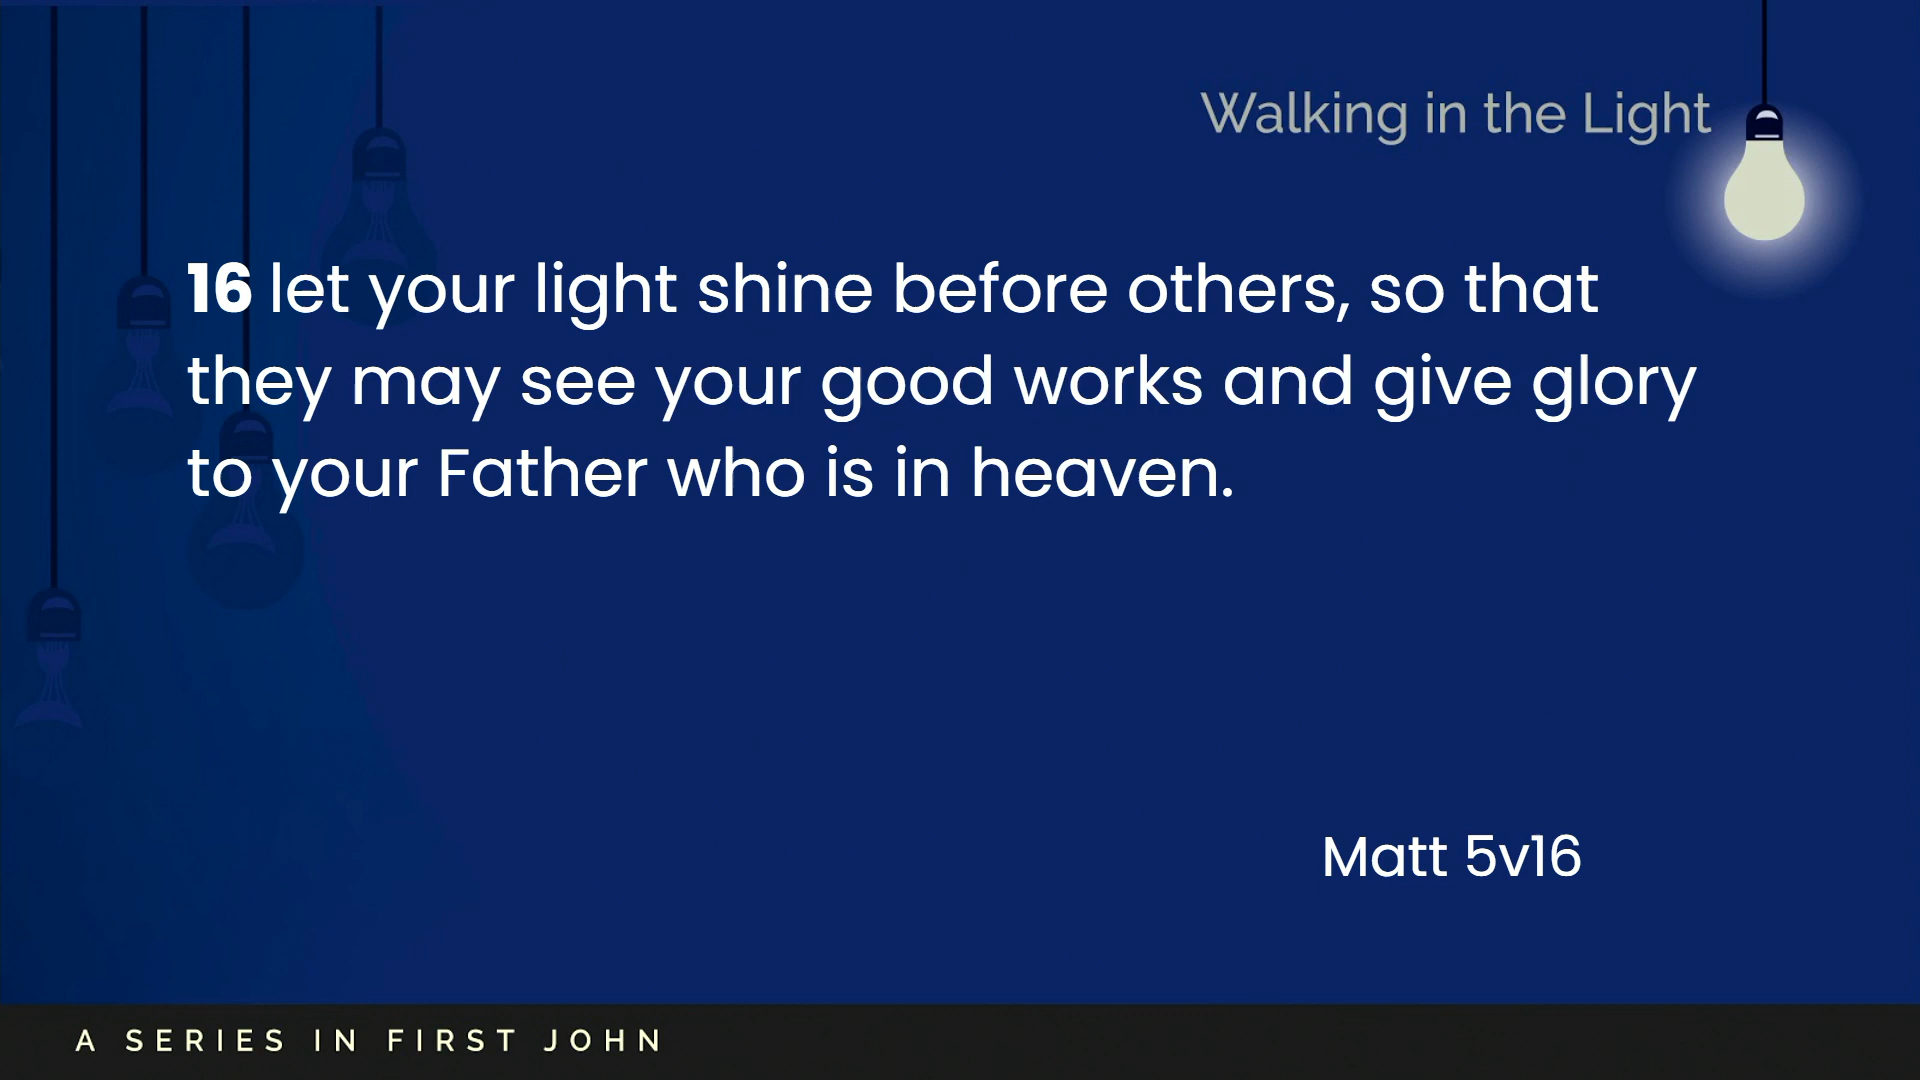 Walking in the Light
16 let your light shine before others, so that
they may see your good works and give glory
to your Father who is in heaven.
Matt 5v16
A SERIES IN FIRST JOHN